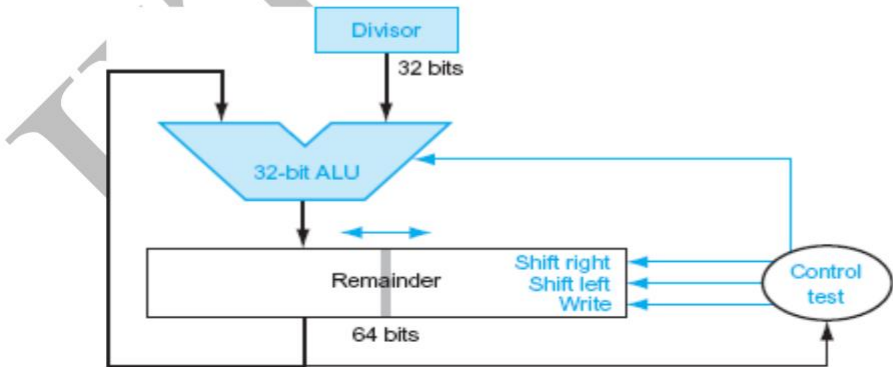 Divisor
32 bits
32-bit ALU
Remainder
Shift right
Shift left
Write
64 bits
Control
test